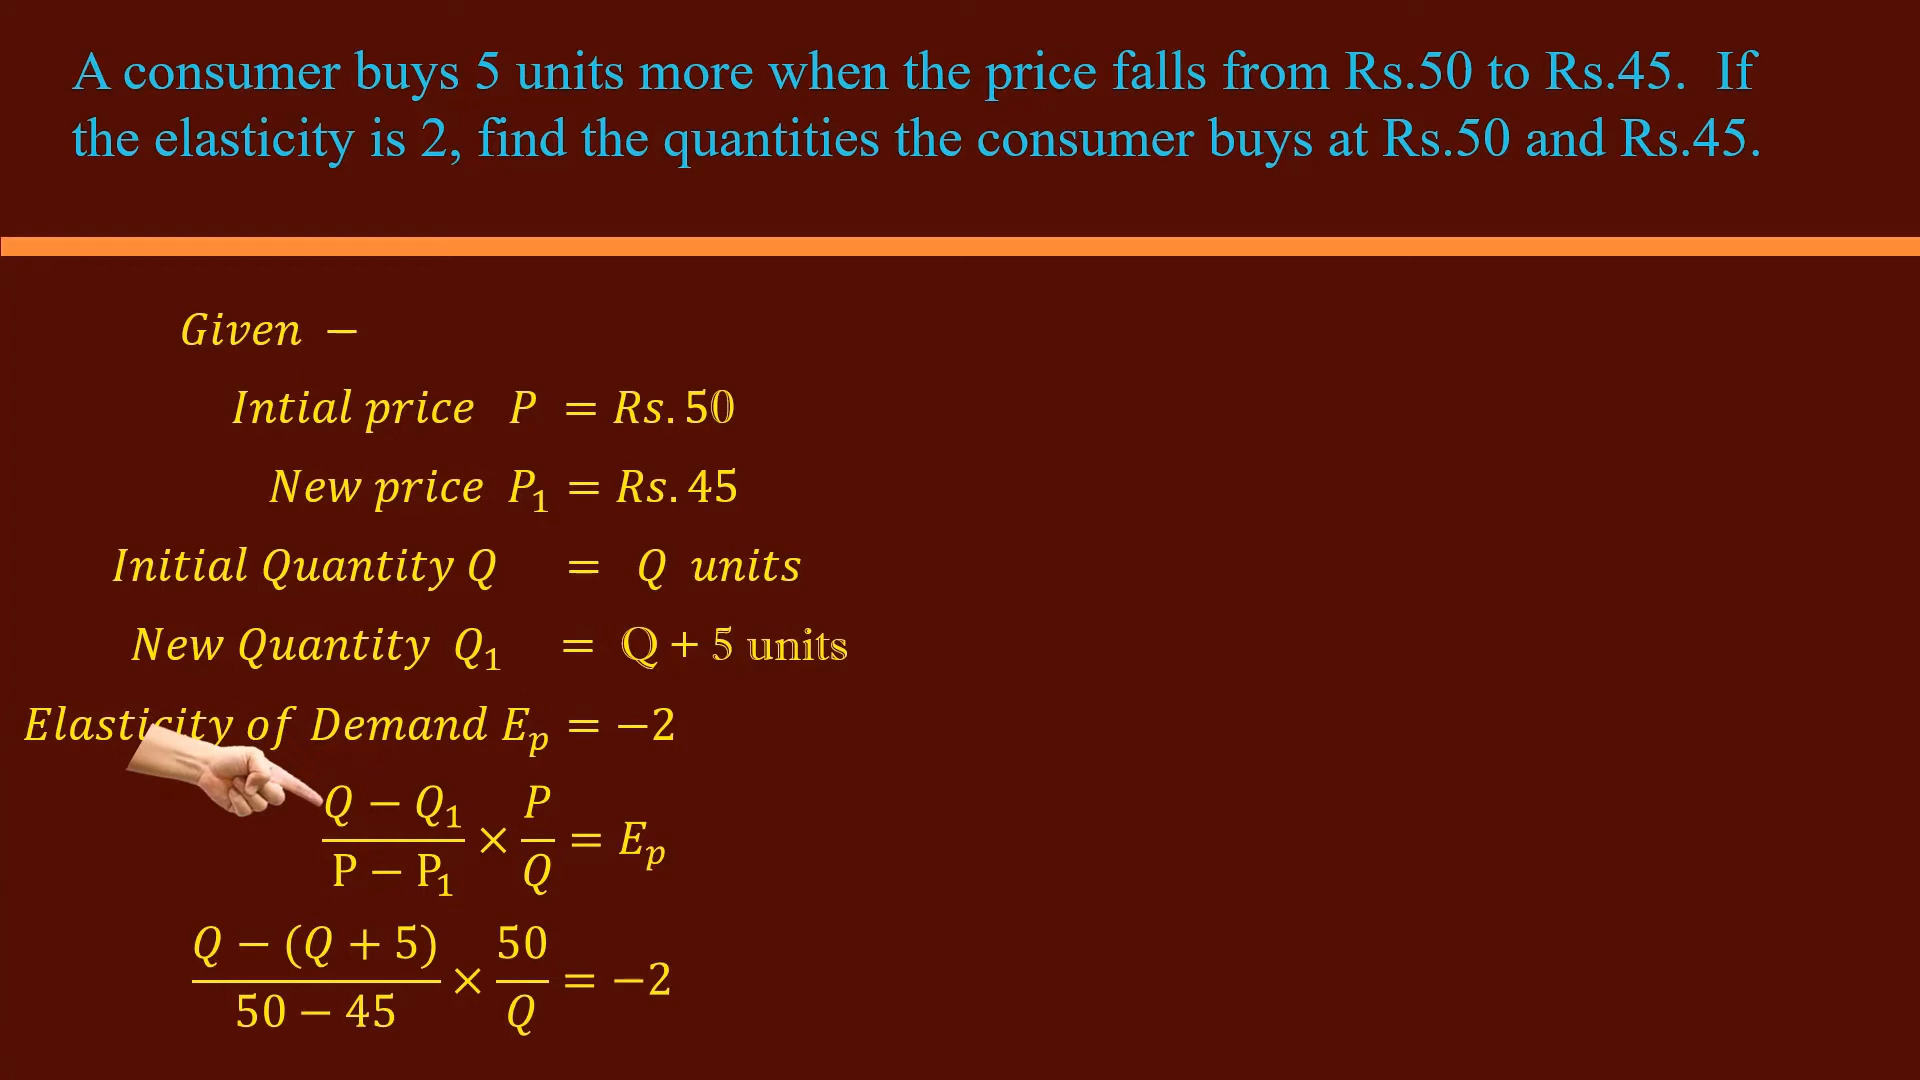 A consumer buys 5 units more when the price falls from Rs.50 to Rs.45. If
the elasticity is 2, find the quantities the consumer buys at Rs.50 and Rs.45.
Given −
Intial price P = Rs. 50
New price P₁ = Rs. 45
Initial Quantity Q = Q units
New Quantity Q₁ = Q + 5 units
Elasticity of Demand Eₚ = −2
(Q − Q₁)/(P − P₁) × P/Q = Eₚ
(Q − (Q + 5))/(50 − 45) × 50/Q = −2